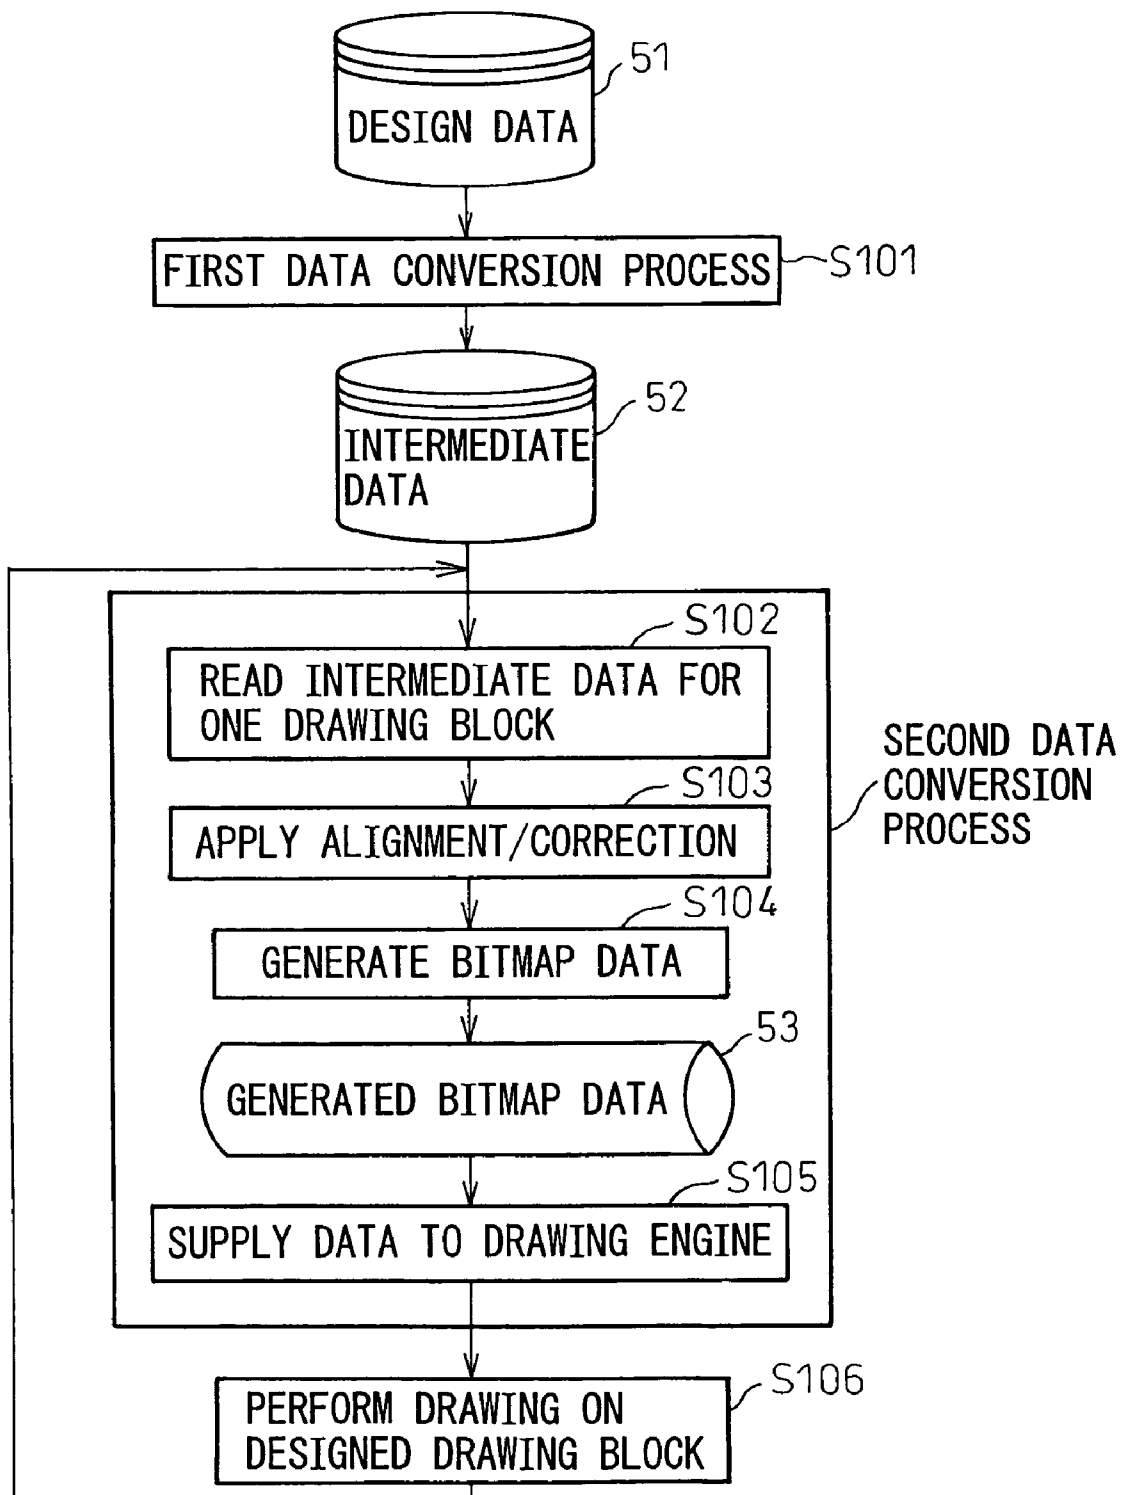 51
DESIGN DATA
FIRST DATA CONVERSION PROCESS
S101
52
INTERMEDIATE
DATA
S102
READ INTERMEDIATE DATA FOR
ONE DRAWING BLOCK
SECOND DATA
CONVERSION
PROCESS
S103
APPLY ALIGNMENT/CORRECTION
S104
GENERATE BITMAP DATA
53
GENERATED BITMAP DATA
S105
SUPPLY DATA TO DRAWING ENGINE
S106
PERFORM DRAWING ON
DESIGNED DRAWING BLOCK